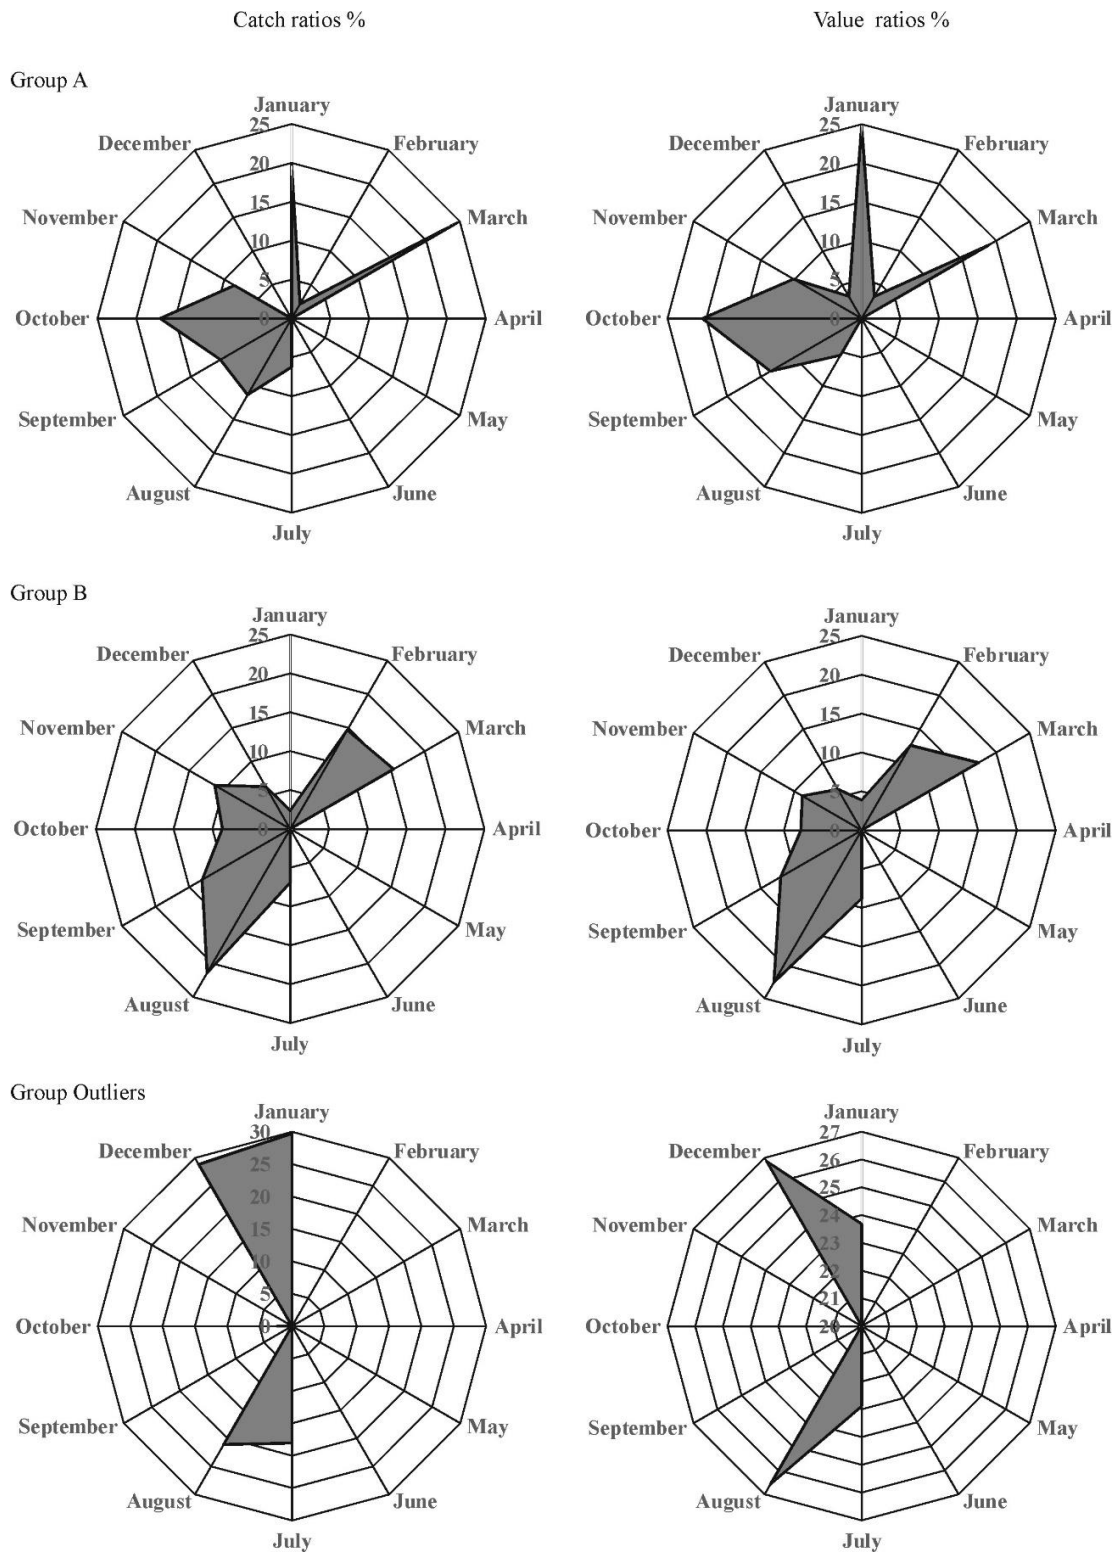 Catch ratios %
Value ratios %
Group A
January
February
March
April
May
June
July
August
September
October
November
December
25
20
15
10
5
0
January
February
March
April
May
June
July
August
September
October
November
December
25
20
15
10
5
0
Group B
January
February
March
April
May
June
July
August
September
October
November
December
25
20
15
10
5
0
January
February
March
April
May
June
July
August
September
October
November
December
25
20
15
10
5
0
Group Outliers
January
February
March
April
May
June
July
August
September
October
November
December
30
25
20
15
10
5
0
January
February
March
April
May
June
July
August
September
October
November
December
27
26
25
24
23
22
21
20